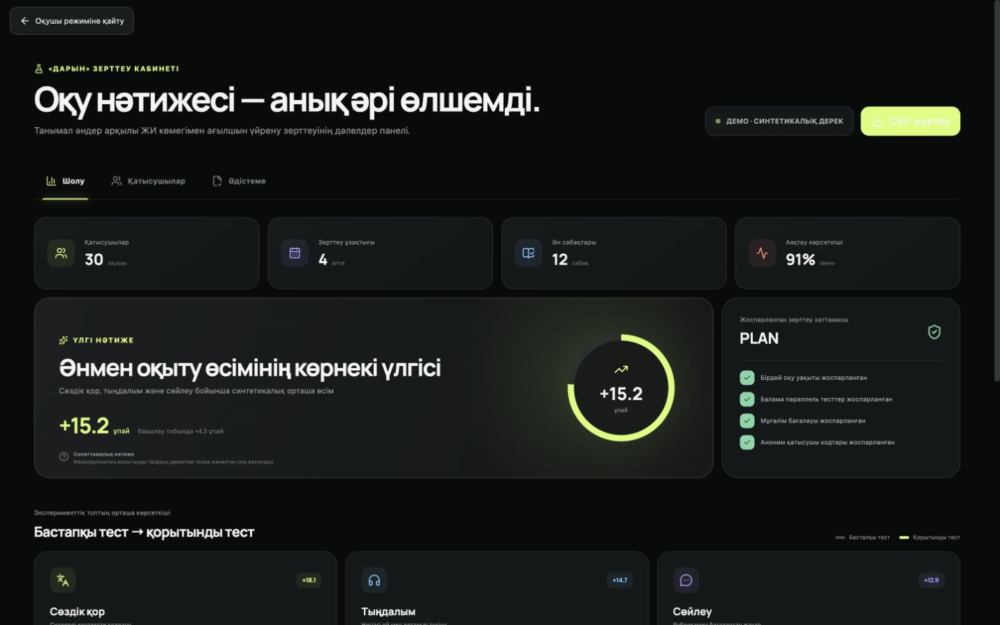 Оқушы режиміне қайту
«ДАРЫН» ЗЕРТТЕУ КАБИНЕТІ
Оқу нәтижесі — анық әрі өлшемді.
Танымал әндер арқылы ЖИ көмегімен ағылшын үйрену зерттеуінің дәлелдер панелі.
ДЕМО · СИНТЕТИКАЛЫҚ ДЕРЕК
CSV жүктеу
Шолу
Қатысушылар
Әдістеме
Қатысушылар
30 оқушы
Зерттеу ұзақтығы
4 апта
Ән сабақтары
12 сабақ
Аяқтау көрсеткіші
91% demo
ҮЛГІ НӘТИЖЕ
Әнмен оқыту өсімінің көрнекі үлгісі
Сөздік қор, тыңдалым және сөйлеу бойынша синтетикалық орташа өсім
+15.2 ұпай бақылау тобында +4,3 ұпай
Сипаттамалық нәтиже
Маңыздылықтың қорытынды талдауы деректер толық жиналған соң жасалады.
+15.2
ұпай
Жоспарланған зерттеу хаттамасы
PLAN
Бірдей оқу уақыты жоспарланған
Балама параллель тесттер жоспарланған
Мұғалім бағалауы жоспарланған
Аноним қатысушы кодтары жоспарланған
Эксперименттік топтың орташа көрсеткіші
Бастапқы тест → қорытынды тест
Бастапқы тест
Қорытынды тест
+18.1
Сөздік қор
+14.7
Тыңдалым
+12.9
Сөйлеу